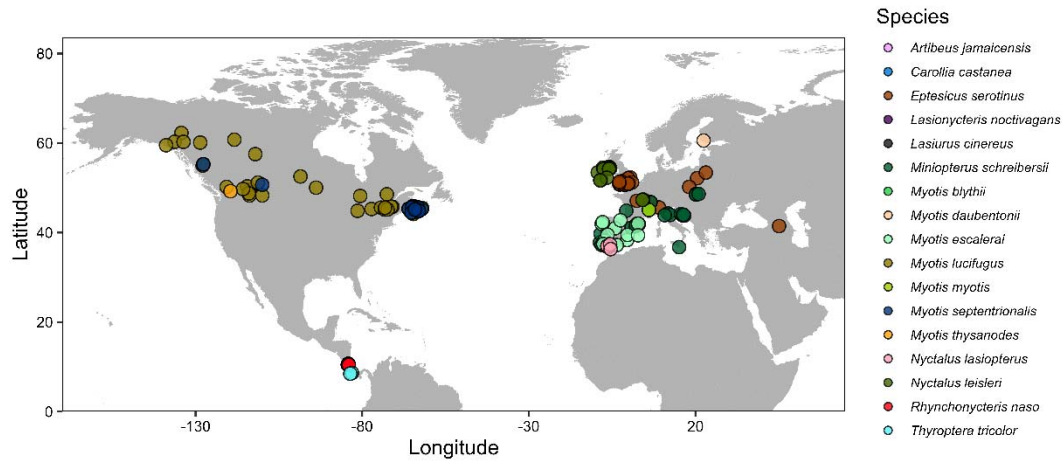 Species
Artibeus jamaicensis
Carollia castanea
Eptesicus serotinus
Lasionycteris noctivagans
Lasiurus cinereus
Miniopterus schreibersii
Myotis blythii
Myotis daubentonii
Myotis escalerai
Myotis lucifugus
Myotis myotis
Myotis septentrionalis
Myotis thysanodes
Nyctalus lasiopterus
Nyctalus leisleri
Rhynchonycteris naso
Thyroptera tricolor
Latitude
80
60
40
20
0
-130
-80
-30
20
Longitude